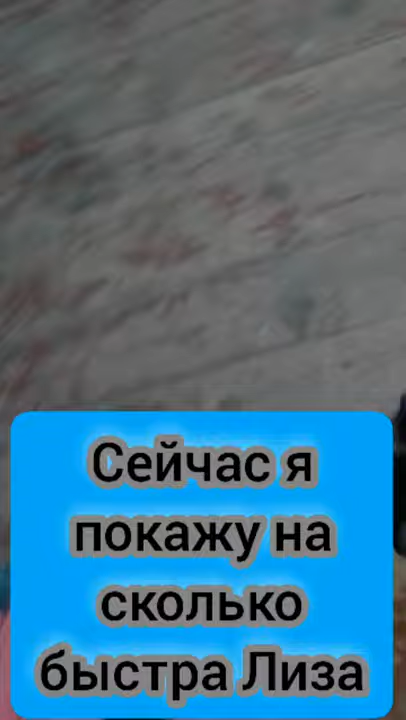 Сейчас я
покажу на
сколько
быстра Лиза